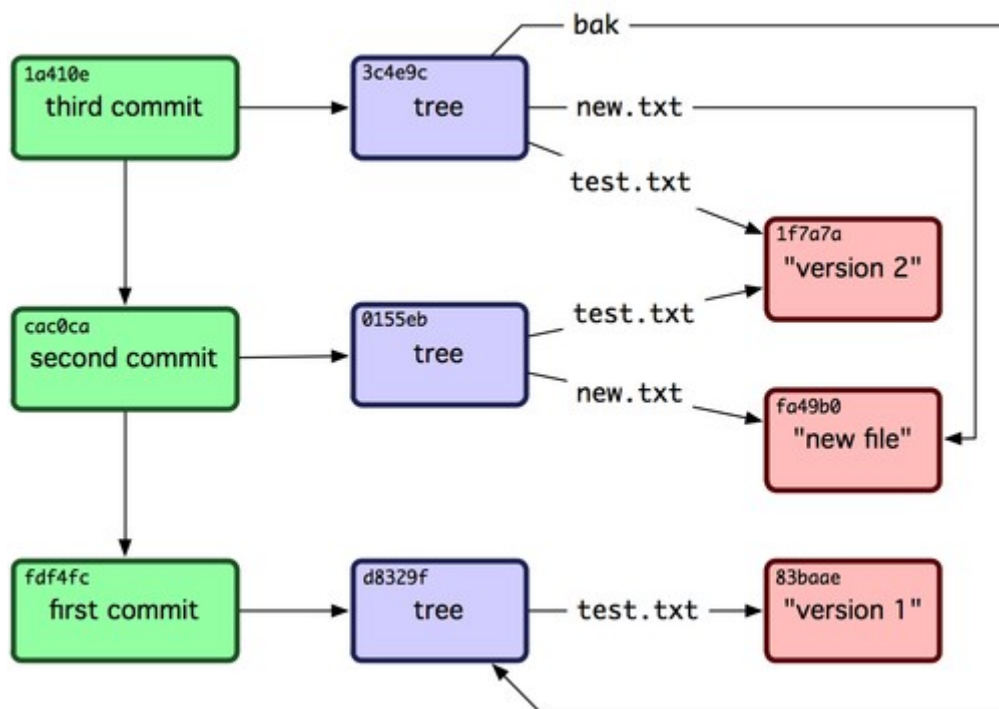 bak
1a410e
third commit
3c4e9c
tree
new.txt
test.txt
1f7a7a
"version 2"
cac0ca
second commit
0155eb
tree
test.txt
new.txt
fa49b0
"new file"
fdf4fc
first commit
d8329f
tree
test.txt
83baae
"version 1"